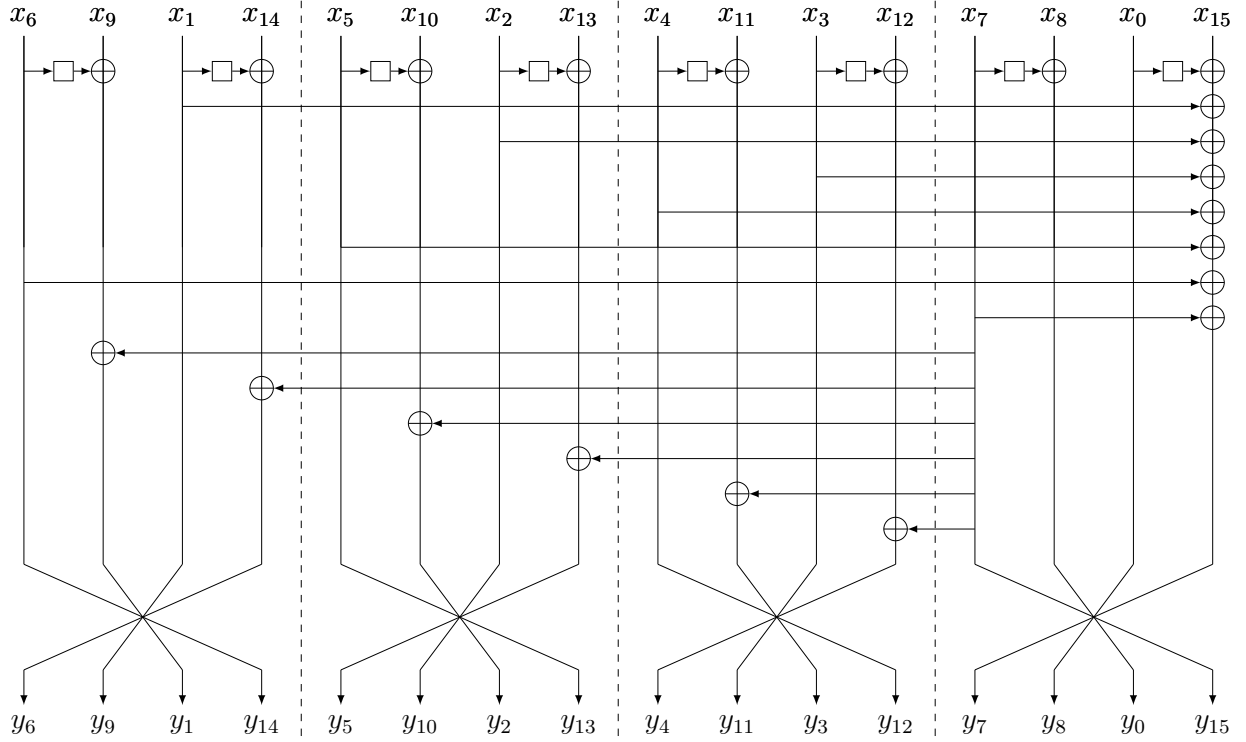 x₆ x₉ x₁ x₁₄ x₅ x₁₀ x₂ x₁₃ x₄ x₁₁ x₃ x₁₂ x₇ x₈ x₀ x₁₅
y₆ y₉ y₁ y₁₄ y₅ y₁₀ y₂ y₁₃ y₄ y₁₁ y₃ y₁₂ y₇ y₈ y₀ y₁₅